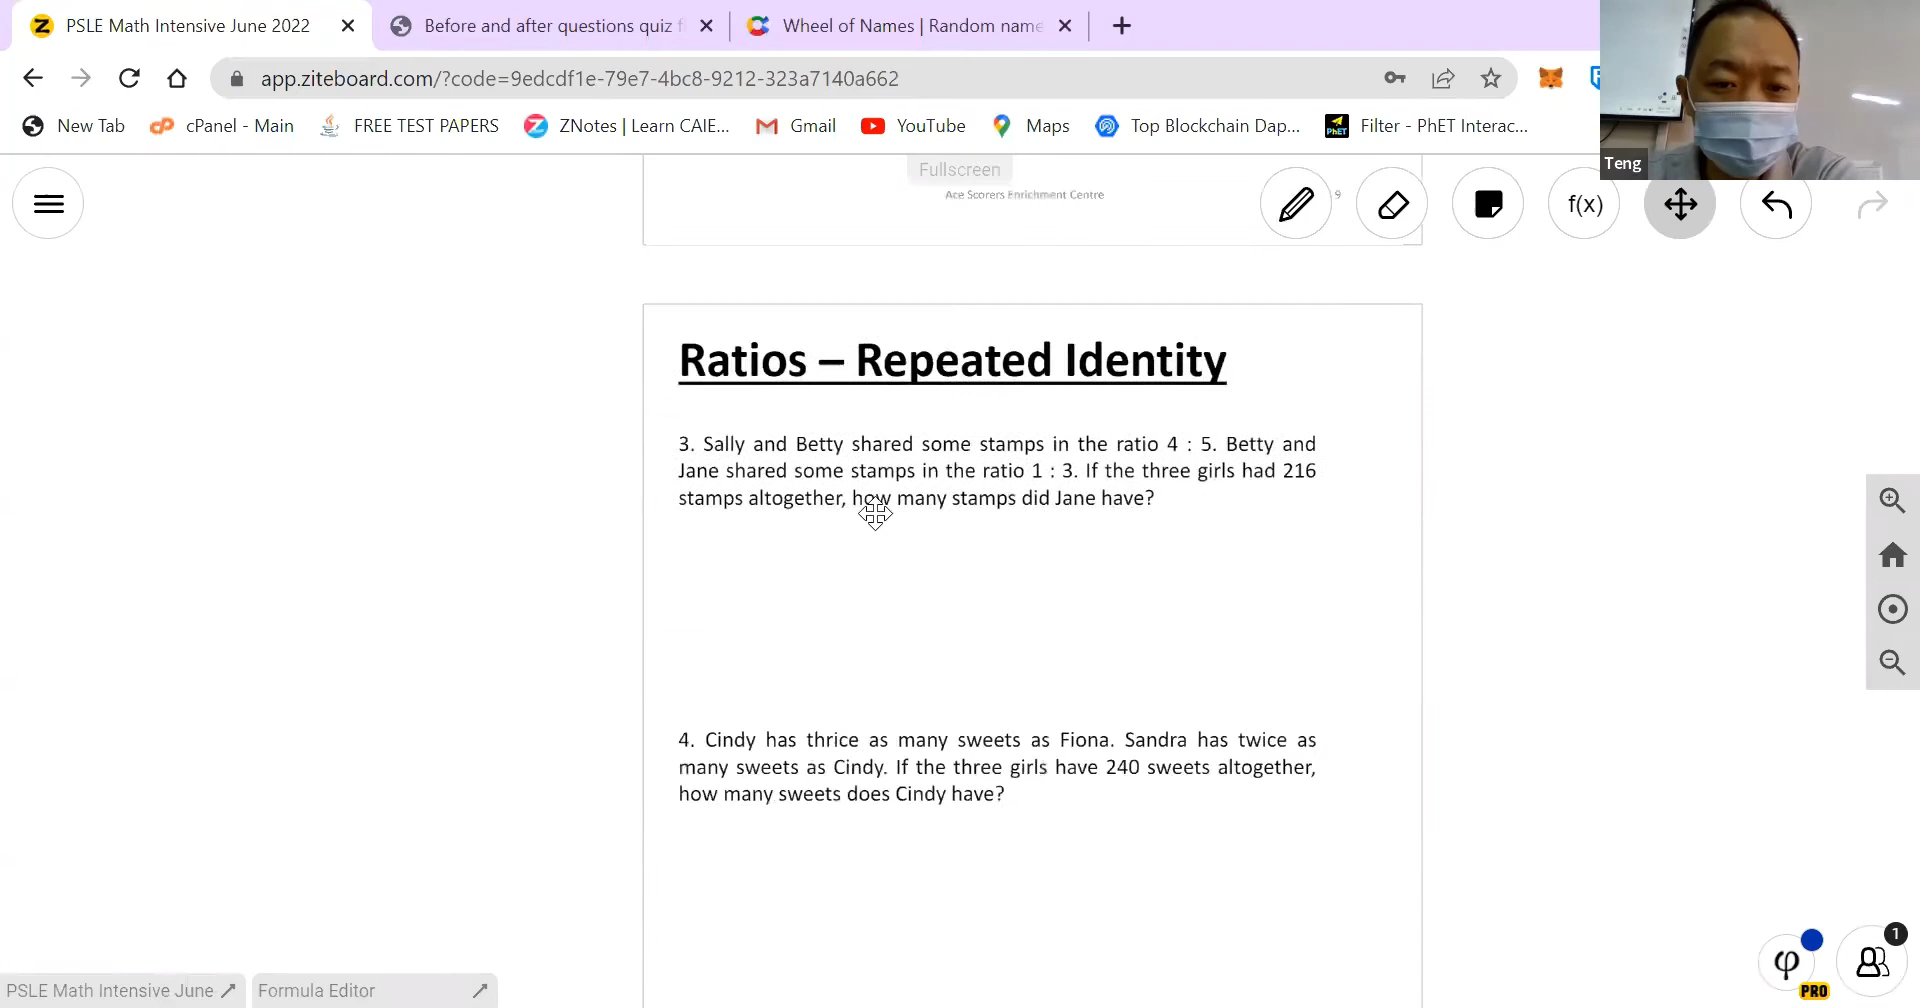 PSLE Math Intensive June 2022
Before and after questions quiz f
Wheel of Names | Random name
app.ziteboard.com/?code=9edcdf1e-79e7-4bc8-9212-323a7140a662
New Tab
cPanel - Main
FREE TEST PAPERS
ZNotes | Learn CAIE...
Gmail
YouTube
Maps
Top Blockchain Dap...
PhET
Filter - PhET Interac...
Teng
Fullscreen
Ace Scorers Enrichment Centre
9
f(x)
Ratios – Repeated Identity
3. Sally and Betty shared some stamps in the ratio 4 : 5. Betty and
Jane shared some stamps in the ratio 1 : 3. If the three girls had 216
stamps altogether, how many stamps did Jane have?
4. Cindy has thrice as many sweets as Fiona. Sandra has twice as
many sweets as Cindy. If the three girls have 240 sweets altogether,
how many sweets does Cindy have?
PSLE Math Intensive June
Formula Editor
φ
PRO
1